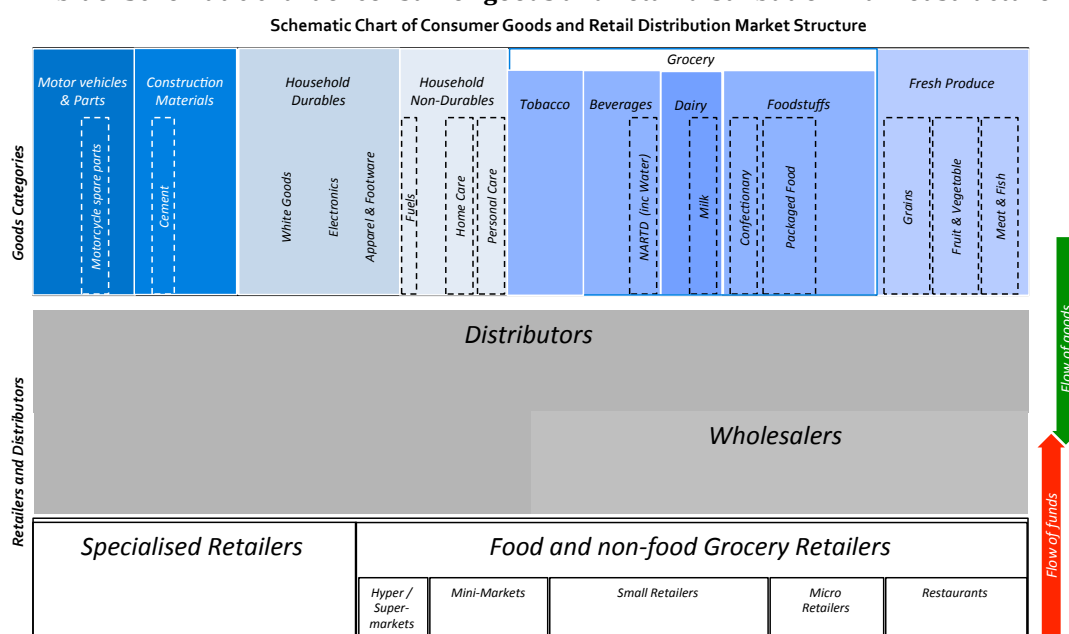 Schematic Chart of Consumer Goods and Retail Distribution Market Structure
Goods Categories
Motor vehicles
& Parts
Motorcycle spare parts
Construction
Materials
Cement
Household
Durables
White Goods
Electronics
Apparel & Footware
Household
Non-Durables
Fuels
Home Care
Personal Care
Grocery
Tobacco
Beverages
NARTD (inc Water)
Dairy
Milk
Foodstuffs
Confectionary
Packaged Food
Fresh Produce
Grains
Fruit & Vegetable
Meat & Fish
Flow of goods
Retailers and Distributors
Distributors
Wholesalers
Flow of funds
Specialised Retailers
Food and non-food Grocery Retailers
Hyper /
Super-
markets
Mini-Markets
Small Retailers
Micro
Retailers
Restaurants